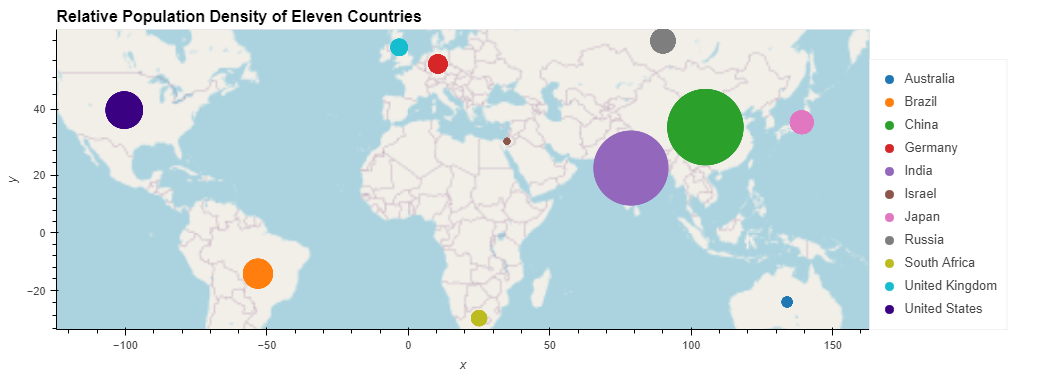 Relative Population Density of Eleven Countries
y
40
20
0
−20
−100
−50
0
50
100
150
x
Australia
Brazil
China
Germany
India
Israel
Japan
Russia
South Africa
United Kingdom
United States